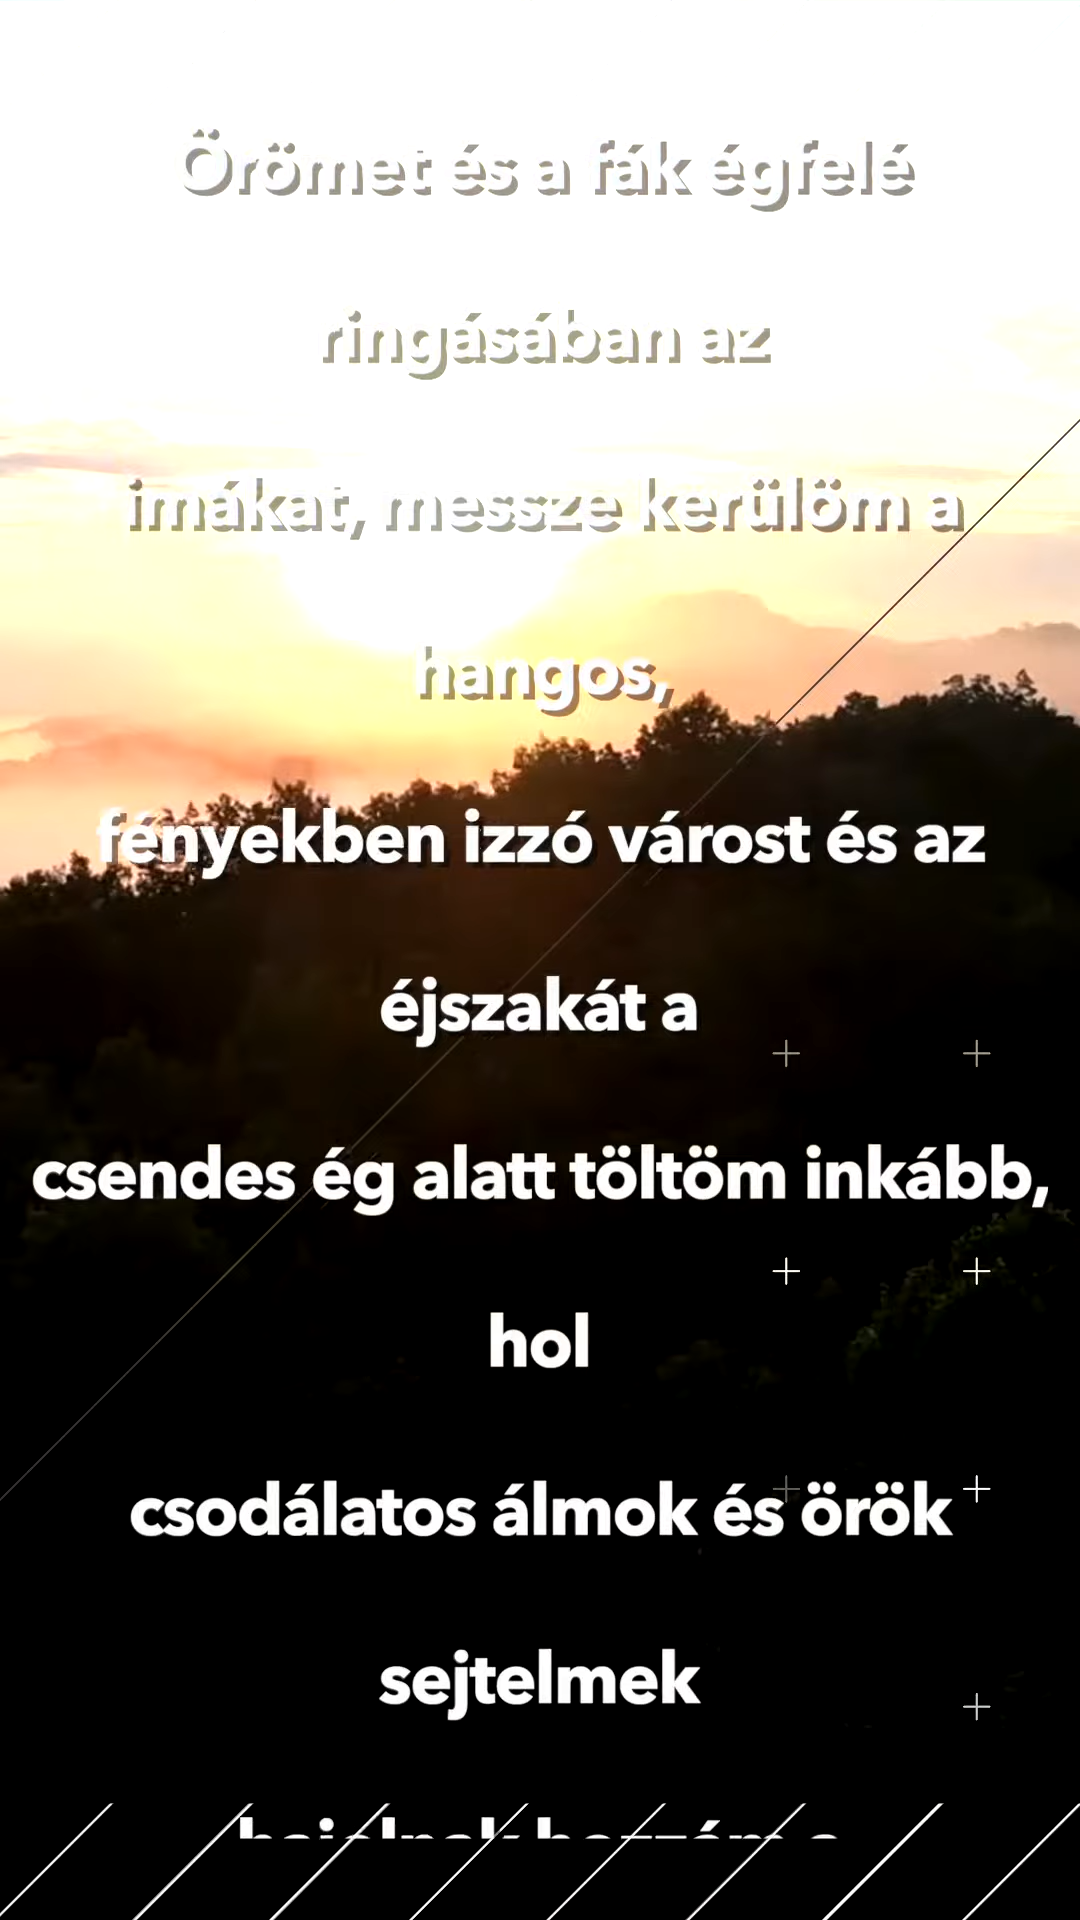 Örömet és a fák égfelé
ringásában az
imákat, messze kerülöm a
hangos,
fényekben izzó várost és az
éjszakát a
csendes ég alatt töltöm inkább,
hol
csodálatos álmok és örök
sejtelmek